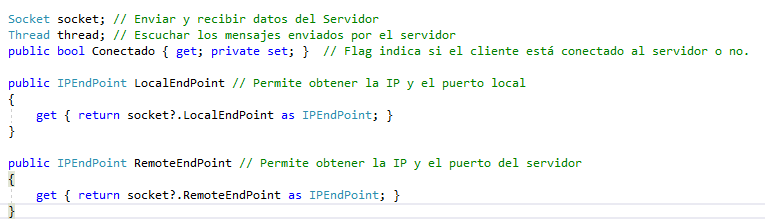 Socket socket; // Enviar y recibir datos del Servidor
Thread thread; // Escuchar los mensajes enviados por el servidor
public bool Conectado { get; private set; }  // Flag indica si el cliente está conectado al servidor o no.
public IPEndPoint LocalEndPoint // Permite obtener la IP y el puerto local
{
    get { return socket?.LocalEndPoint as IPEndPoint; }
}
public IPEndPoint RemoteEndPoint // Permite obtener la IP y el puerto del servidor
{
    get { return socket?.RemoteEndPoint as IPEndPoint; }
}